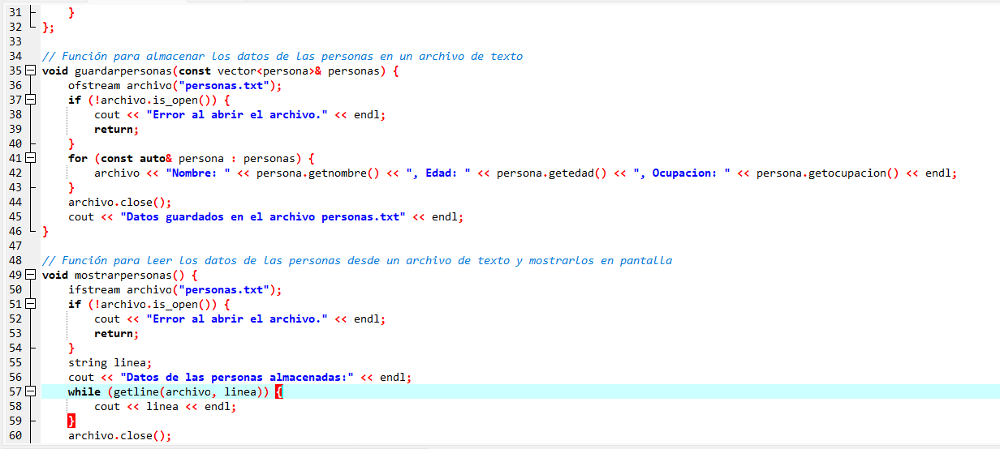 31 }
32 };
33
34 // Función para almacenar los datos de las personas en un archivo de texto
35 void guardarpersonas(const vector<persona>& personas) {
36 ofstream archivo("personas.txt");
37 if (!archivo.is_open()) {
38 cout << "Error al abrir el archivo." << endl;
39 return;
40 }
41 for (const auto& persona : personas) {
42 archivo << "Nombre: " << persona.getnombre() << ", Edad: " << persona.getedad() << ", Ocupacion: " << persona.getocupacion() << endl;
43 }
44 archivo.close();
45 cout << "Datos guardados en el archivo personas.txt" << endl;
46 }
47
48 // Función para leer los datos de las personas desde un archivo de texto y mostrarlos en pantalla
49 void mostrarpersonas() {
50 ifstream archivo("personas.txt");
51 if (!archivo.is_open()) {
52 cout << "Error al abrir el archivo." << endl;
53 return;
54 }
55 string linea;
56 cout << "Datos de las personas almacenadas:" << endl;
57 while (getline(archivo, linea)) {
58 cout << linea << endl;
59 }
60 archivo.close();